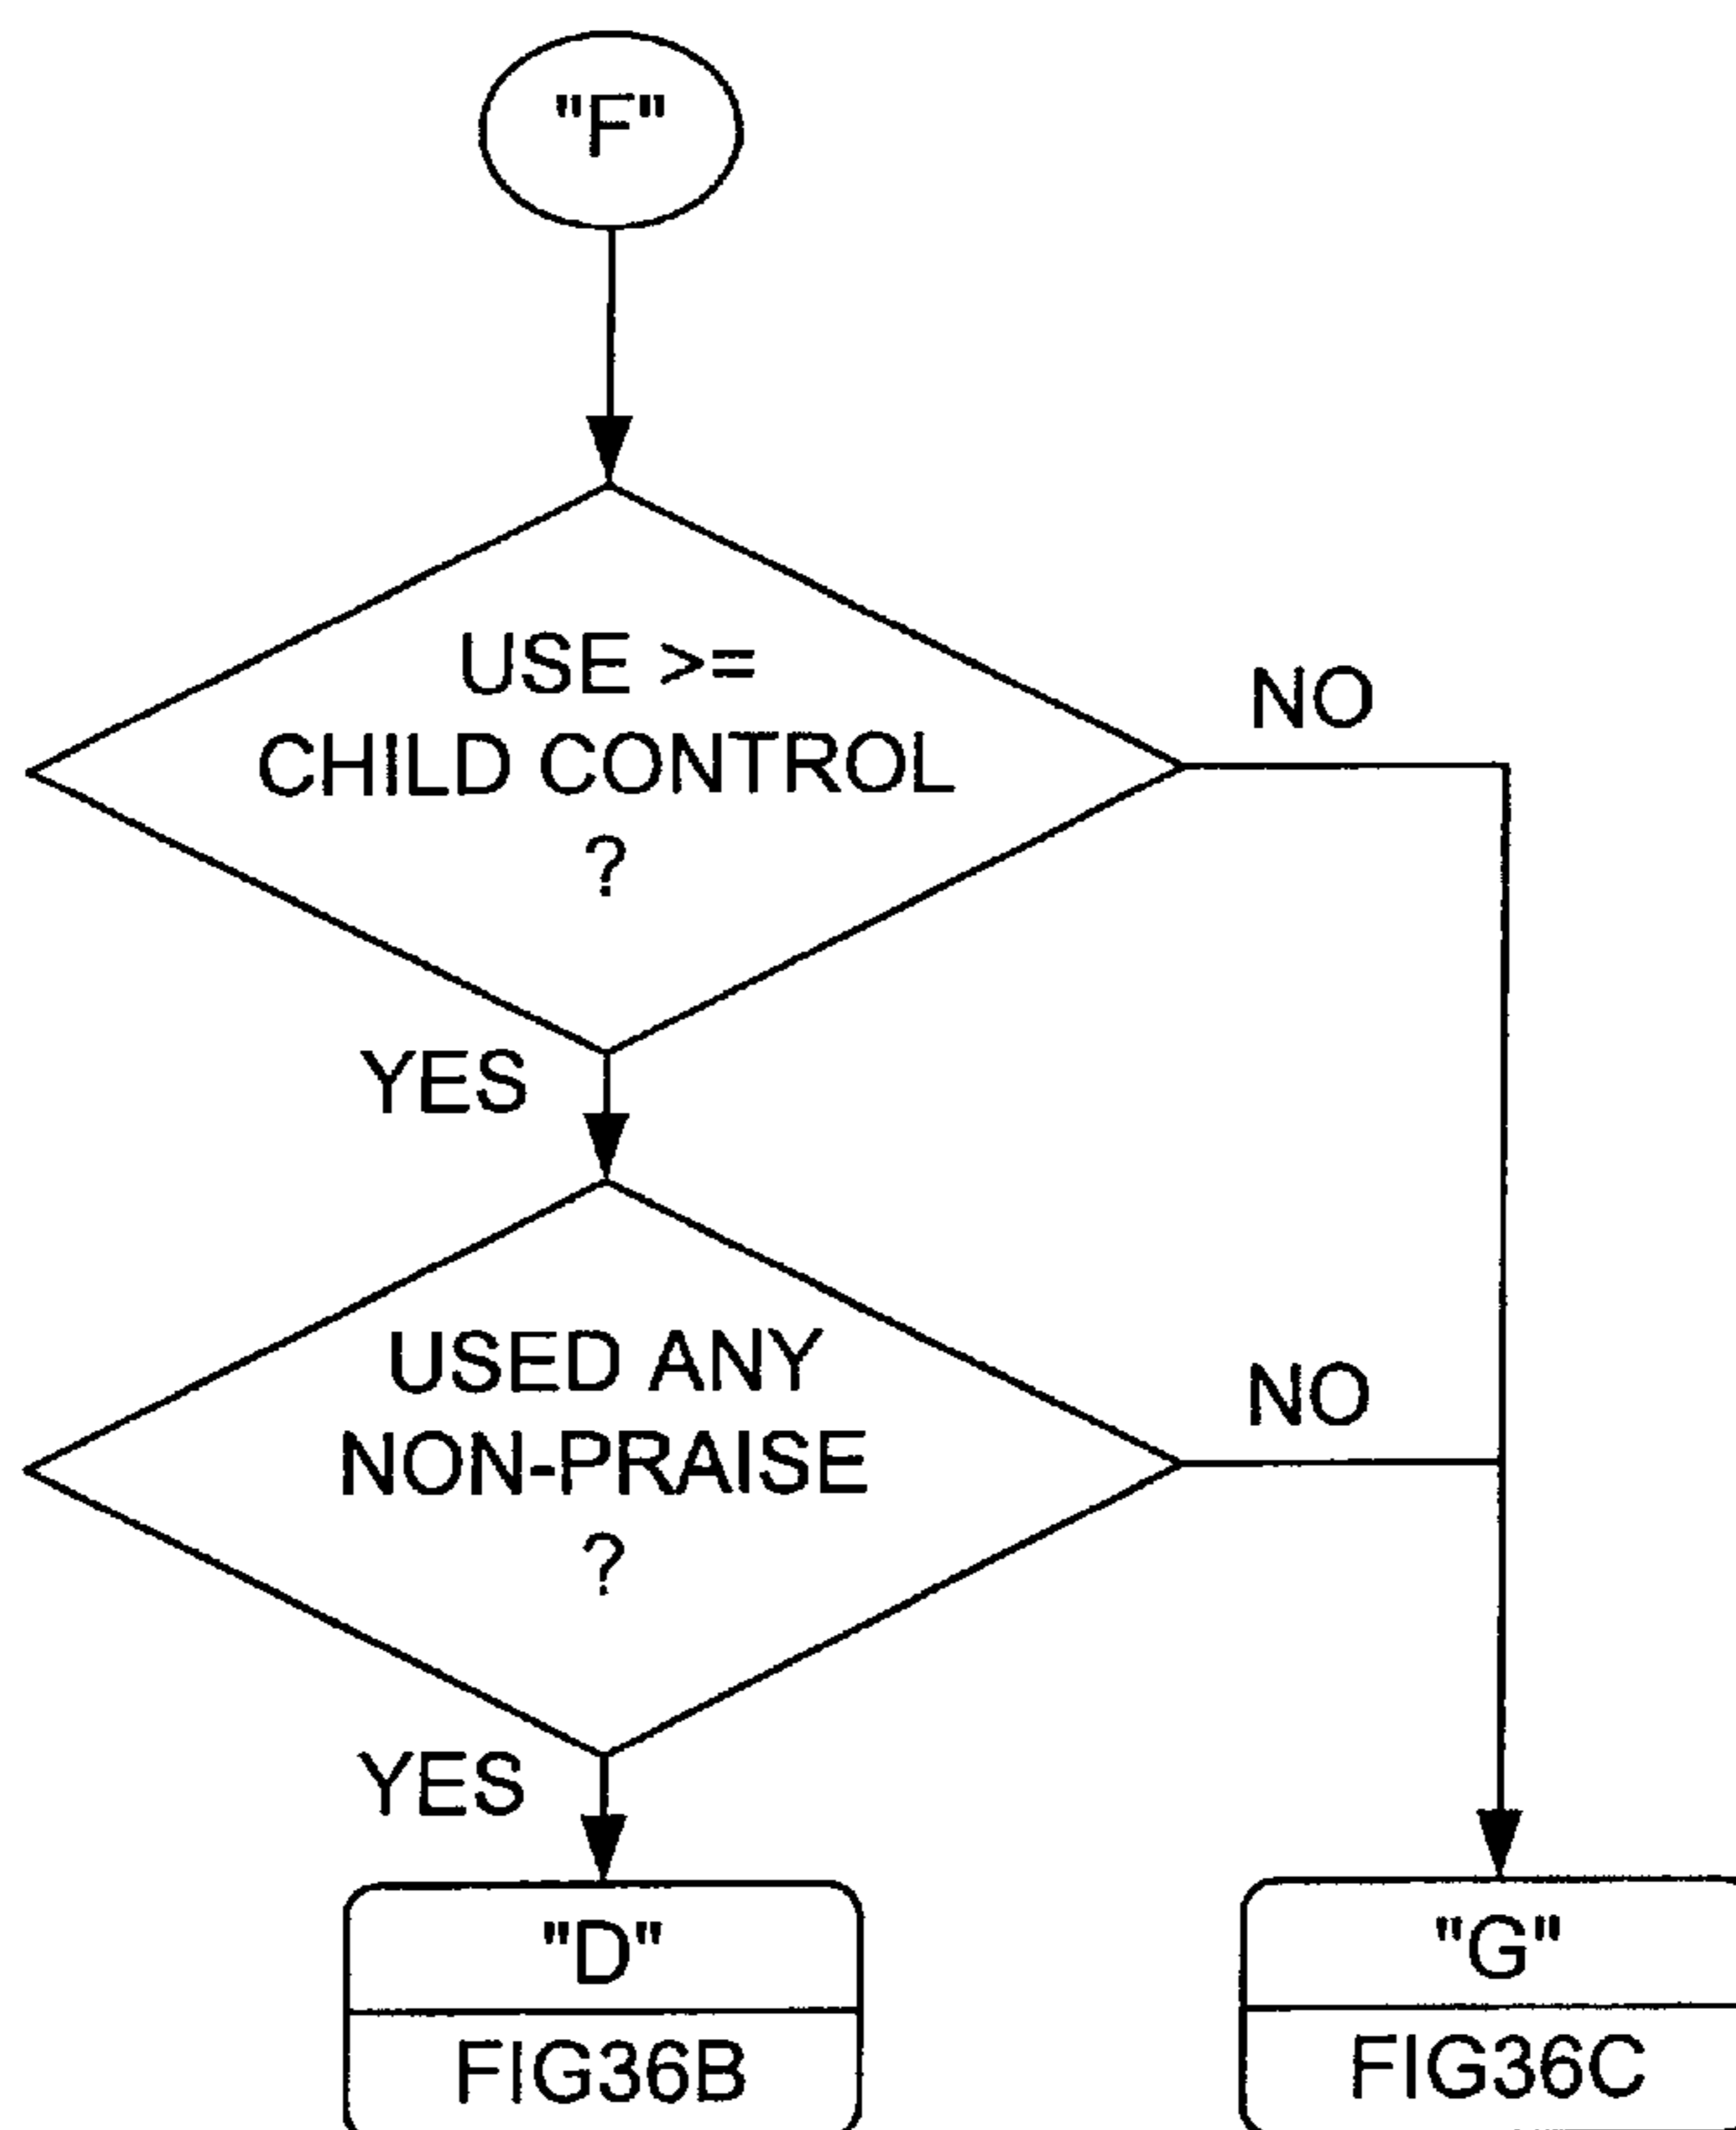 "F"
USE >=
CHILD CONTROL
?
NO
YES
USED ANY
NON-PRAISE
?
NO
YES
"D"
FIG36B
"G"
FIG36C